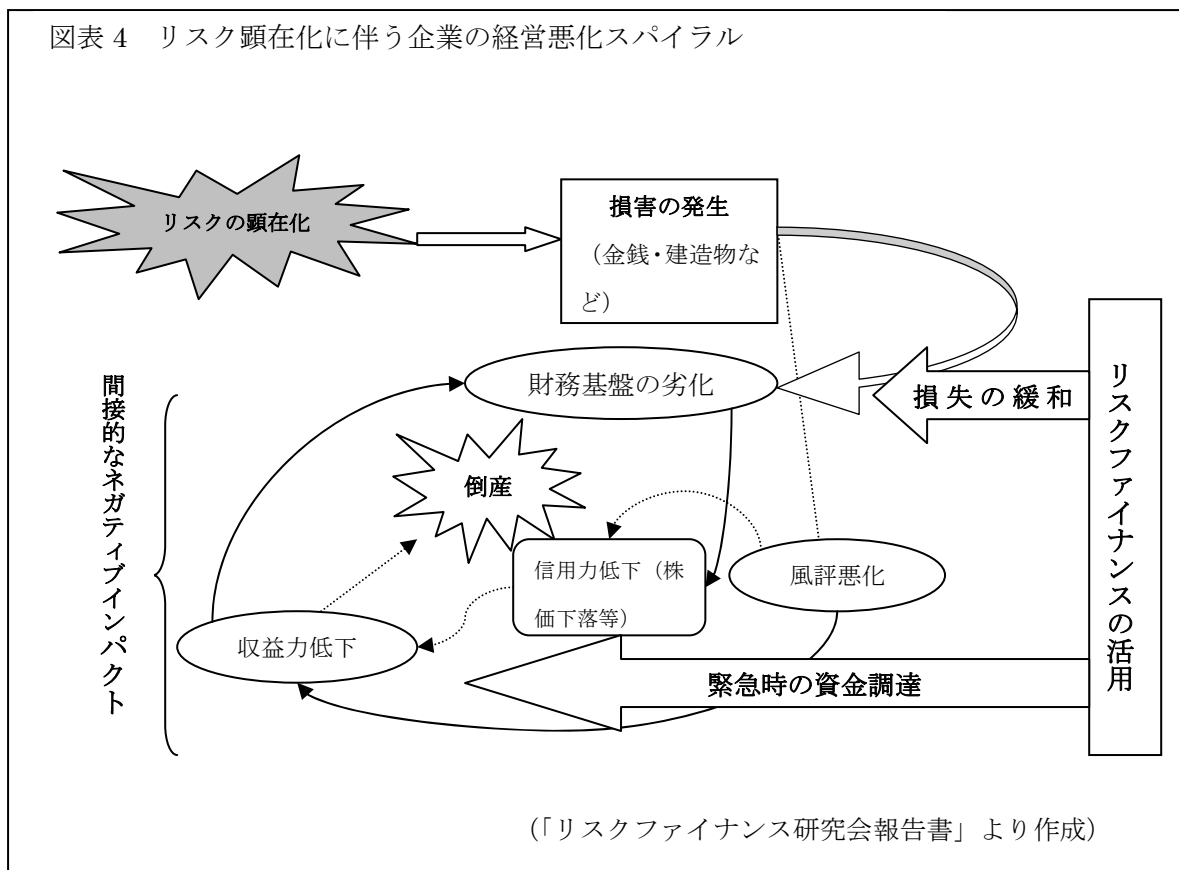 図表 4　リスク顕在化に伴う企業の経営悪化スパイラル
リスクの顕在化
損害の発生
（金銭・建造物な
ど）
財務基盤の劣化
損失の緩和
リスクファイナンスの活用
間接的なネガティブインパクト
倒産
信用力低下（株
価下落等）
風評悪化
収益力低下
緊急時の資金調達
（「リスクファイナンス研究会報告書」より作成）